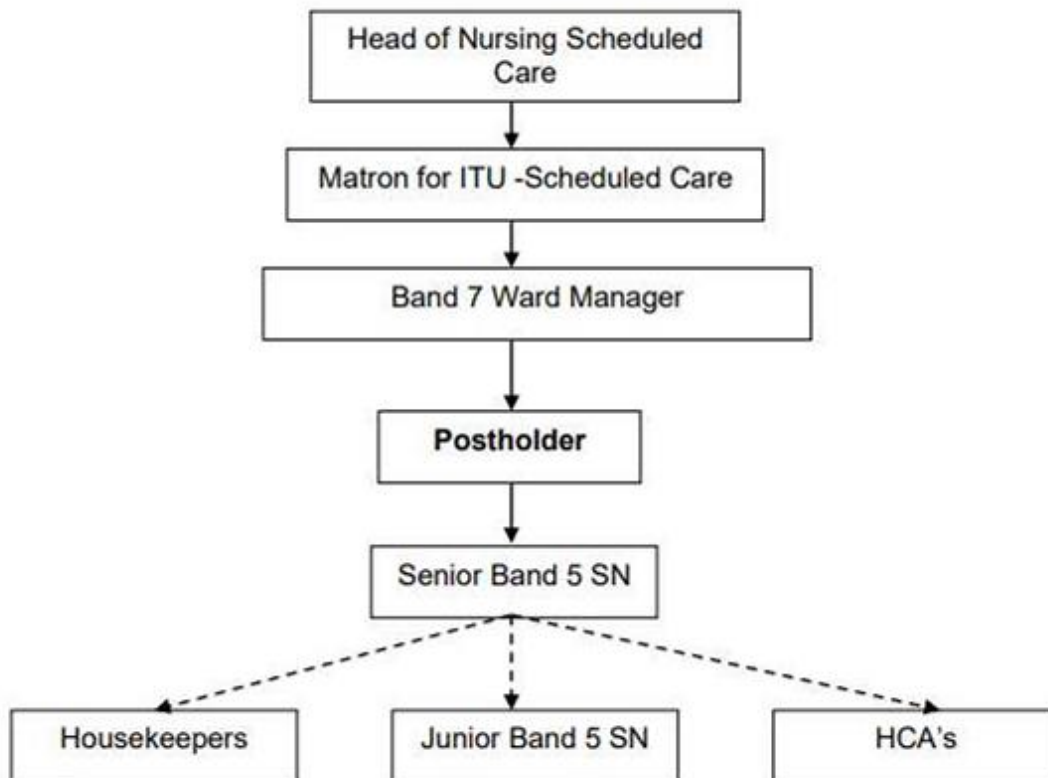 Head of Nursing Scheduled
Care
Matron for ITU -Scheduled Care
Band 7 Ward Manager
Postholder
Senior Band 5 SN
Housekeepers
Junior Band 5 SN
HCA's